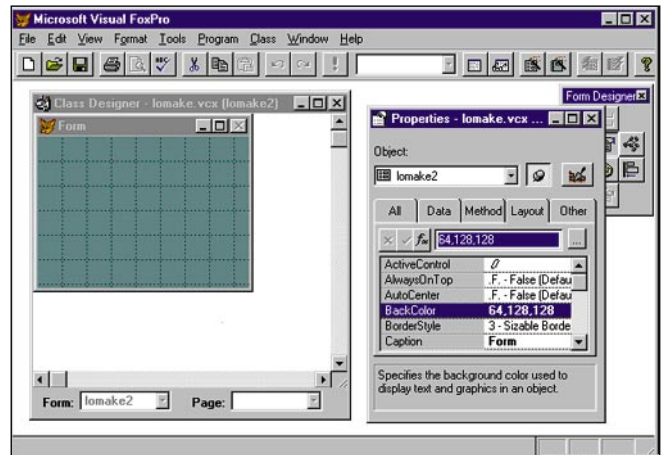 Microsoft Visual FoxPro
File Edit View Format Tools Program Class Window Help
Form Designer
Class Designer - lomake.vcx (lomake2)
Form
Properties - lomake.vcx ...
Object:
lomake2
All Data Method Layout Other
64,128,128
ActiveControl 0
AlwaysOnTop .F. - False (Defau
AutoCenter .F. - False (Defau
BackColor 64,128,128
BorderStyle 3 - Sizable Borde
Caption Form
Specifies the background color used to
display text and graphics in an object.
Form: lomake2 Page: